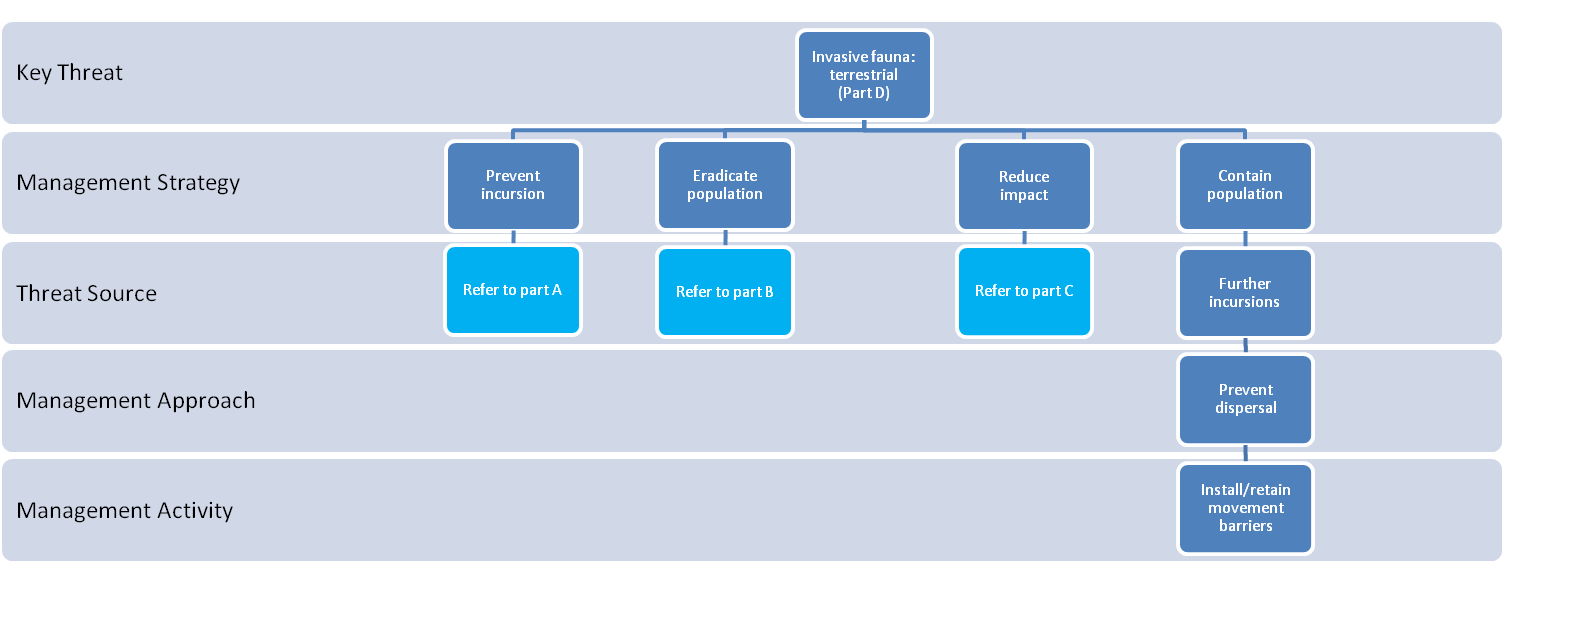 Key Threat
Invasive fauna:
terrestrial
(Part D)
Management Strategy
Prevent
incursion
Eradicate
population
Reduce
impact
Contain
population
Threat Source
Refer to part A
Refer to part B
Refer to part C
Further
incursions
Management Approach
Prevent
dispersal
Management Activity
Install/retain
movement
barriers